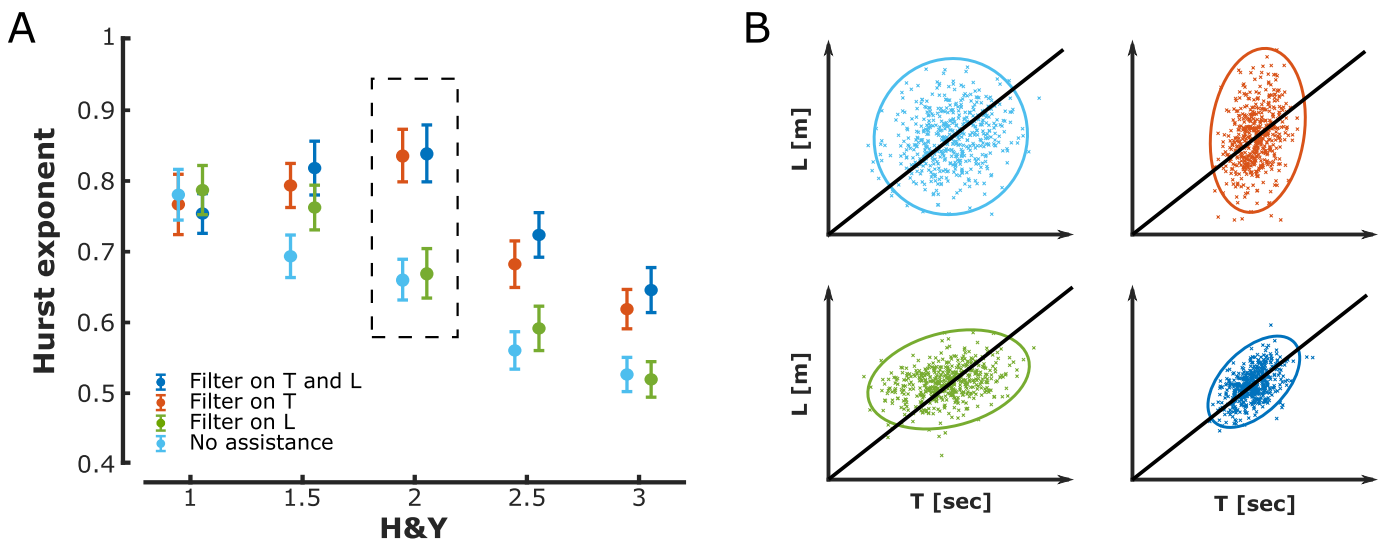 A
Hurst exponent
1
0.9
0.8
0.7
0.6
0.5
0.4
Filter on T and L
Filter on T
Filter on L
No assistance
1 1.5 2 2.5 3
H&Y
B
L [m]
L [m]
T [sec] T [sec]